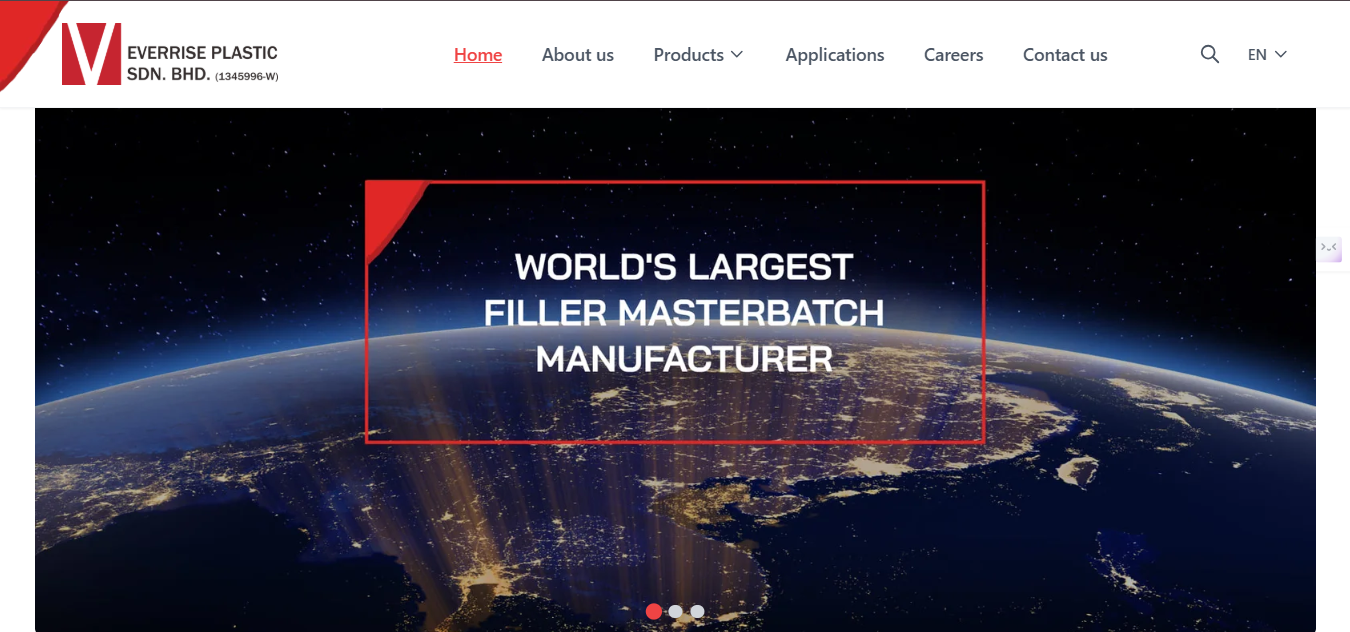 EVERRISE PLASTIC
SDN. BHD. (1345996-W)
Home
About us
Products
Applications
Careers
Contact us
EN
WORLD'S LARGEST
FILLER MASTERBATCH
MANUFACTURER